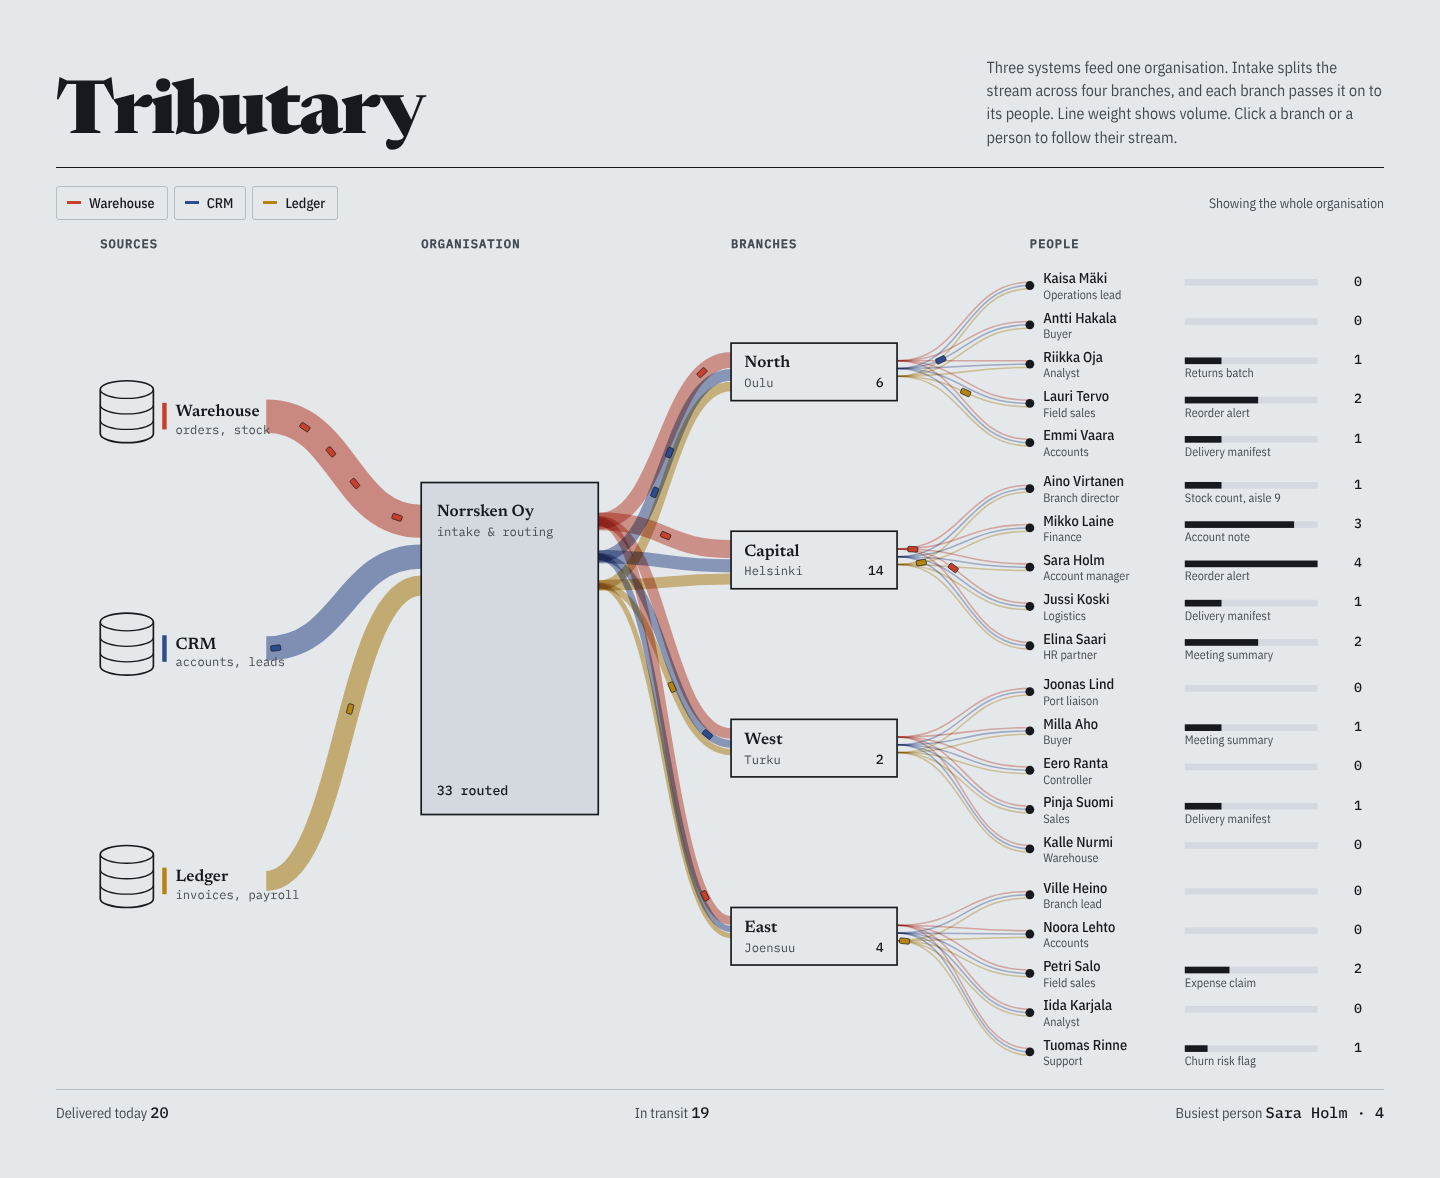 Tributary
Three systems feed one organisation. Intake splits the
stream across four branches, and each branch passes it on to
its people. Line weight shows volume. Click a branch or a
person to follow their stream.
Warehouse
CRM
Ledger
Showing the whole organisation
SOURCES
ORGANISATION
BRANCHES
PEOPLE
Warehouse
orders, stock
CRM
accounts, leads
Ledger
invoices, payroll
Norrsken Oy
intake & routing
33 routed
North
Oulu
6
Capital
Helsinki
14
West
Turku
2
East
Joensuu
4
Kaisa Mäki
0
Operations lead
Antti Hakala
0
Buyer
Riikka Oja
1
Analyst
Returns batch
Lauri Tervo
2
Field sales
Reorder alert
Emmi Vaara
1
Accounts
Delivery manifest
Aino Virtanen
1
Branch director
Stock count, aisle 9
Mikko Laine
3
Finance
Account note
Sara Holm
4
Account manager
Reorder alert
Jussi Koski
1
Logistics
Delivery manifest
Elina Saari
2
HR partner
Meeting summary
Joonas Lind
0
Port liaison
Milla Aho
1
Buyer
Meeting summary
Eero Ranta
0
Controller
Pinja Suomi
1
Sales
Delivery manifest
Kalle Nurmi
0
Warehouse
Ville Heino
0
Branch lead
Noora Lehto
0
Accounts
Petri Salo
2
Field sales
Expense claim
Iida Karjala
0
Analyst
Tuomas Rinne
1
Support
Churn risk flag
Delivered today 20
In transit 19
Busiest person Sara Holm · 4